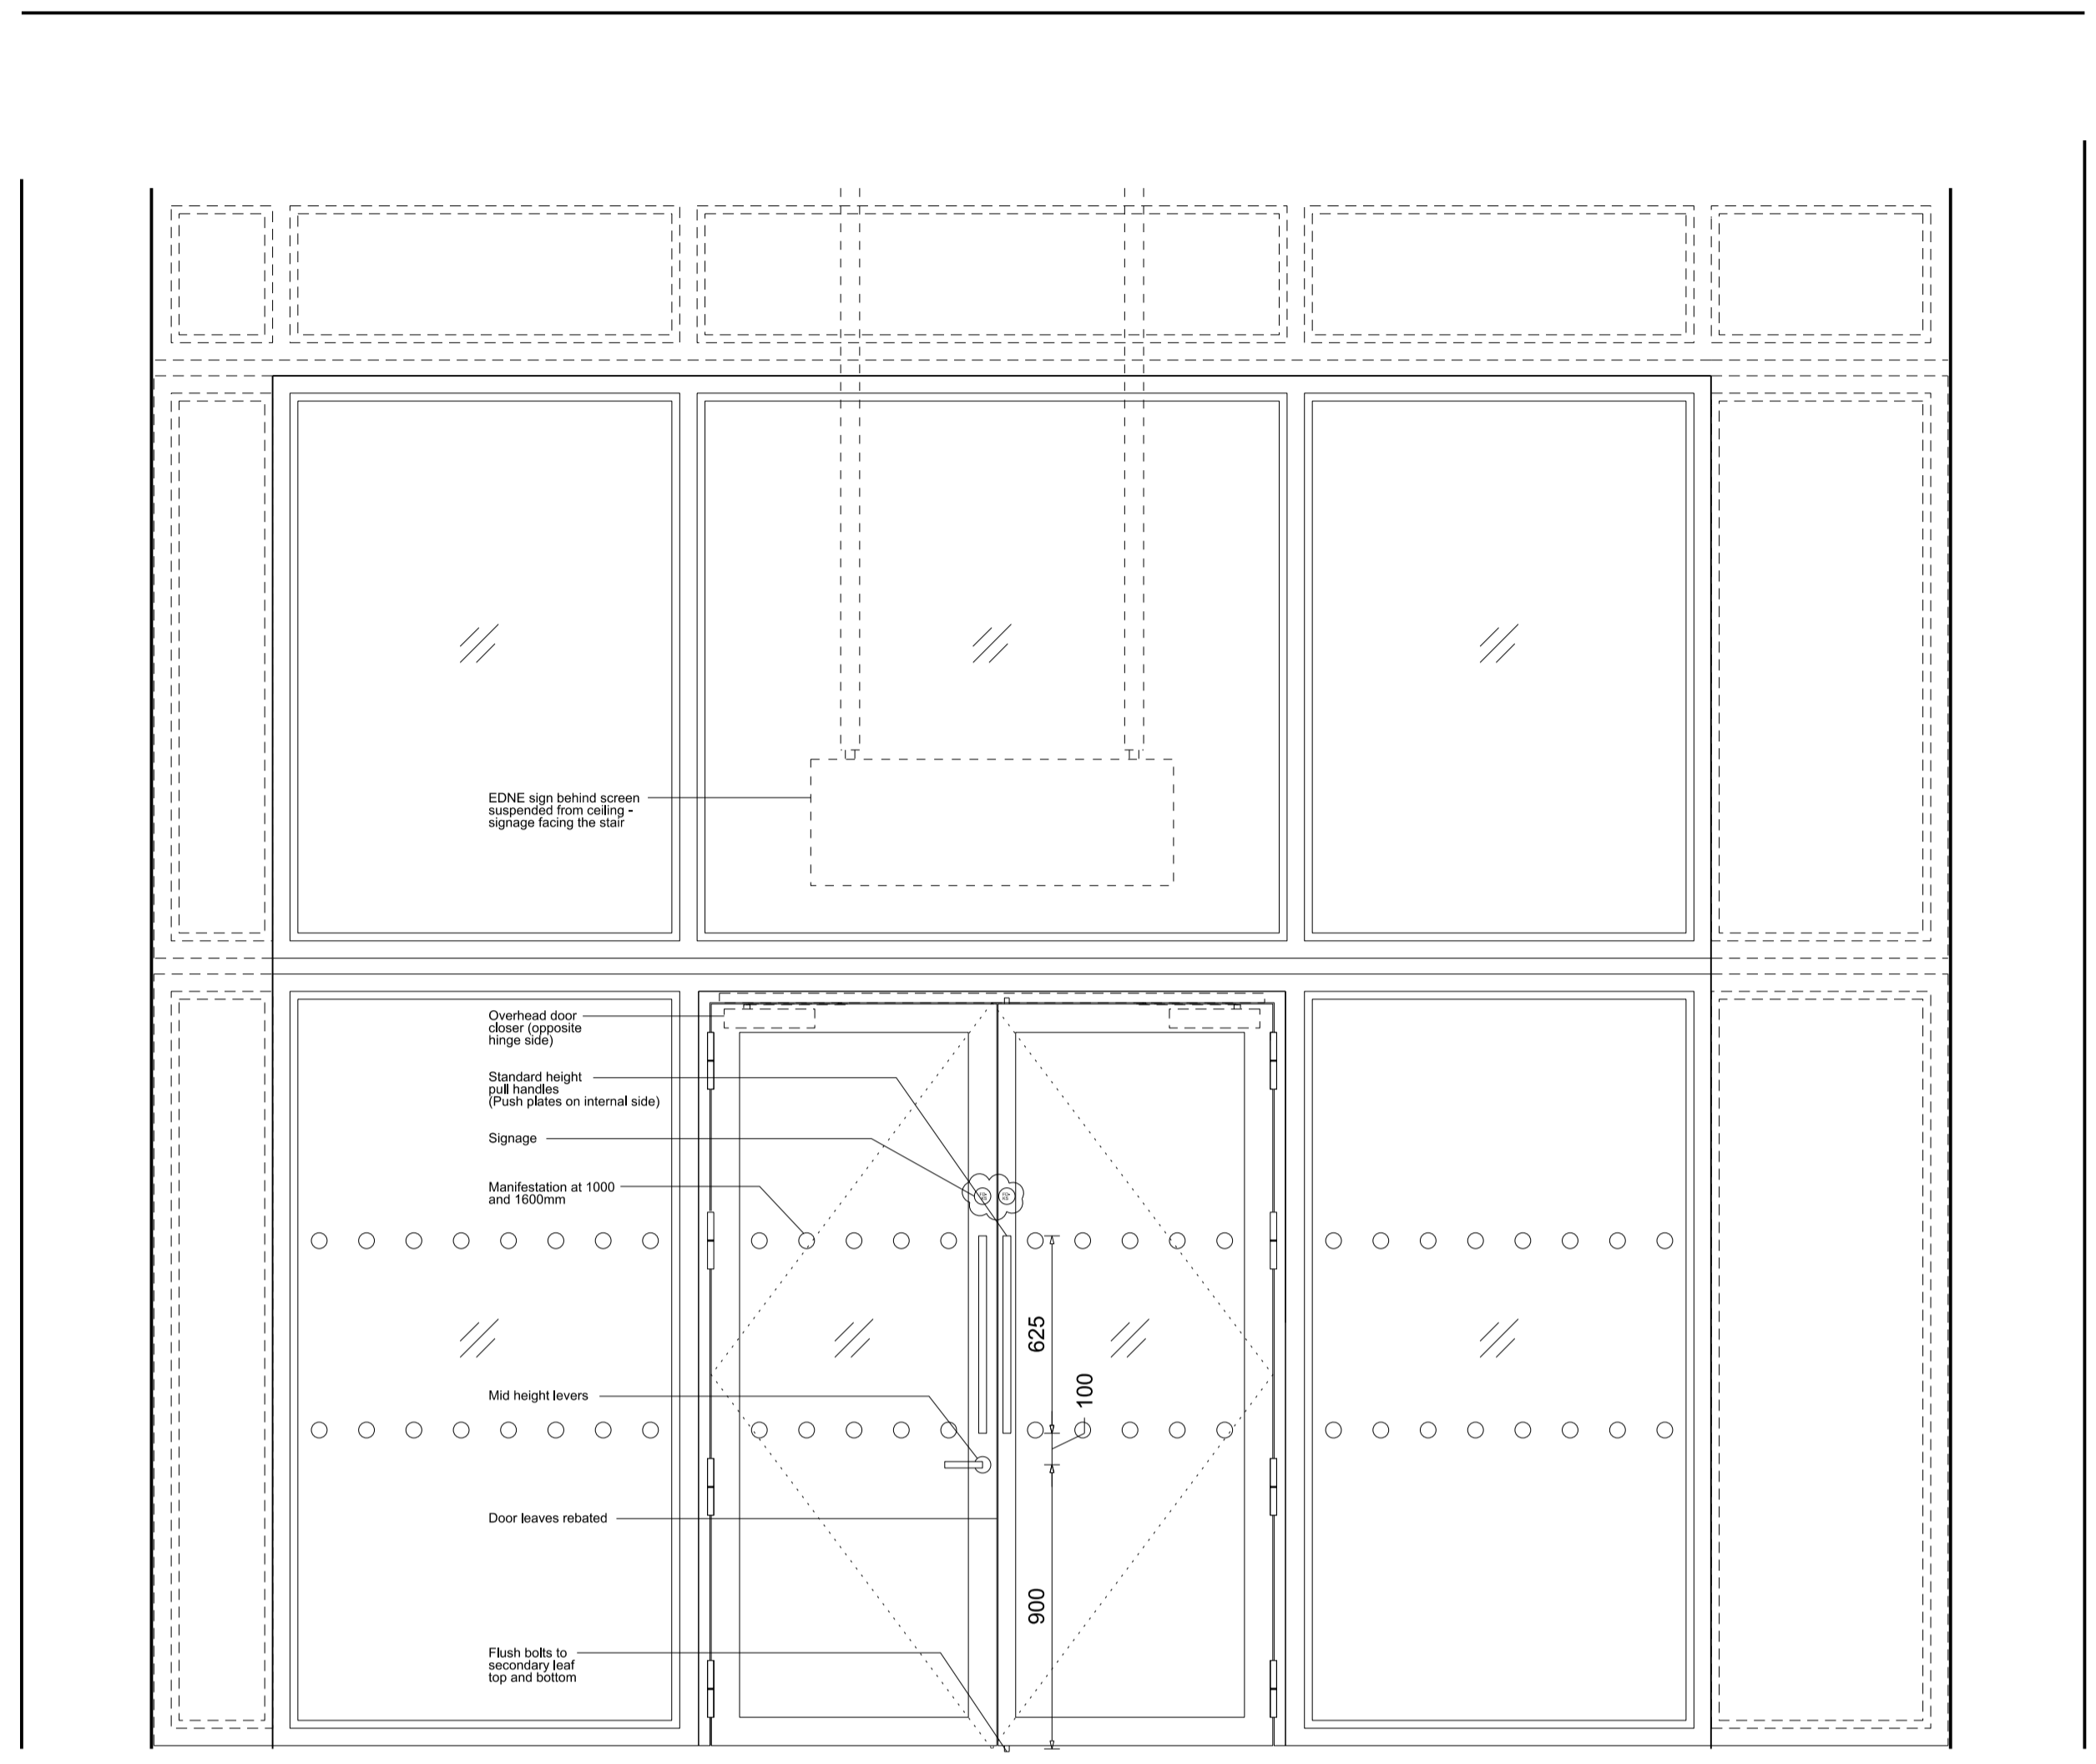 EDNE sign behind screen
suspended from ceiling -
signage facing the stair
Overhead door
closer (opposite
hinge side)
Standard height
pull handles
(Push plates on internal side)
Signage
Manifestation at 1000
and 1600mm
625
100
Mid height levers
Door leaves rebated
900
Flush bolts to
secondary leaf
top and bottom